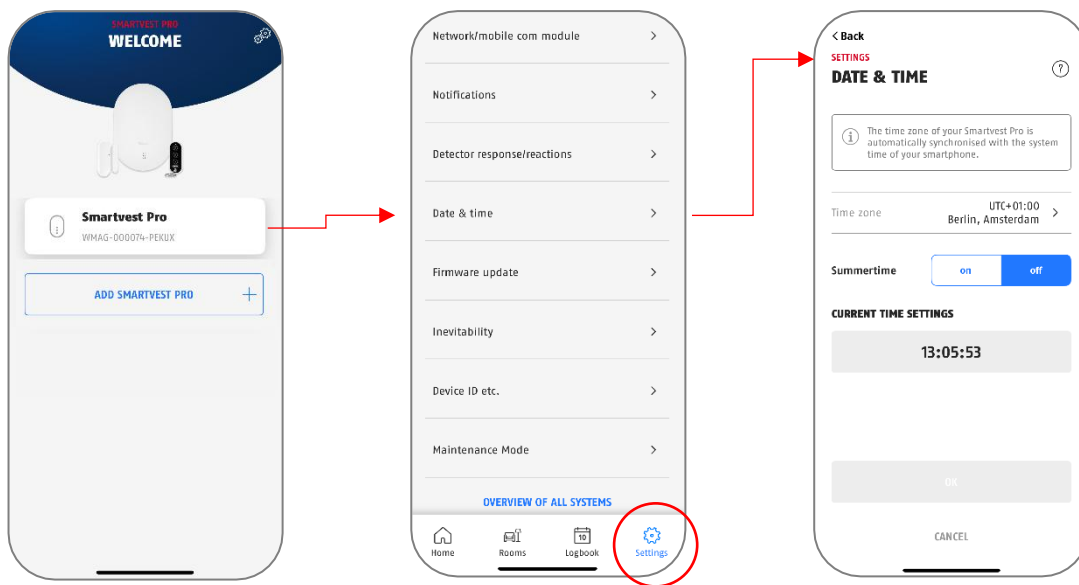 SMARTVEST PRO
WELCOME
Smartvest Pro
WMAG-000074-PEKUX
ADD SMARTVEST PRO
Network/mobile com module
Notifications
Detector response/reactions
Date & time
Firmware update
Inevitability
Device ID etc.
Maintenance Mode
OVERVIEW OF ALL SYSTEMS
Home
Rooms
10
Logbook
Settings
< Back
SETTINGS
DATE & TIME
?
i
The time zone of your Smartvest Pro is
automatically synchronised with the system
time of your smartphone.
Time zone
UTC+01:00
Berlin, Amsterdam
Summertime
on
off
CURRENT TIME SETTINGS
13:05:53
OK
CANCEL